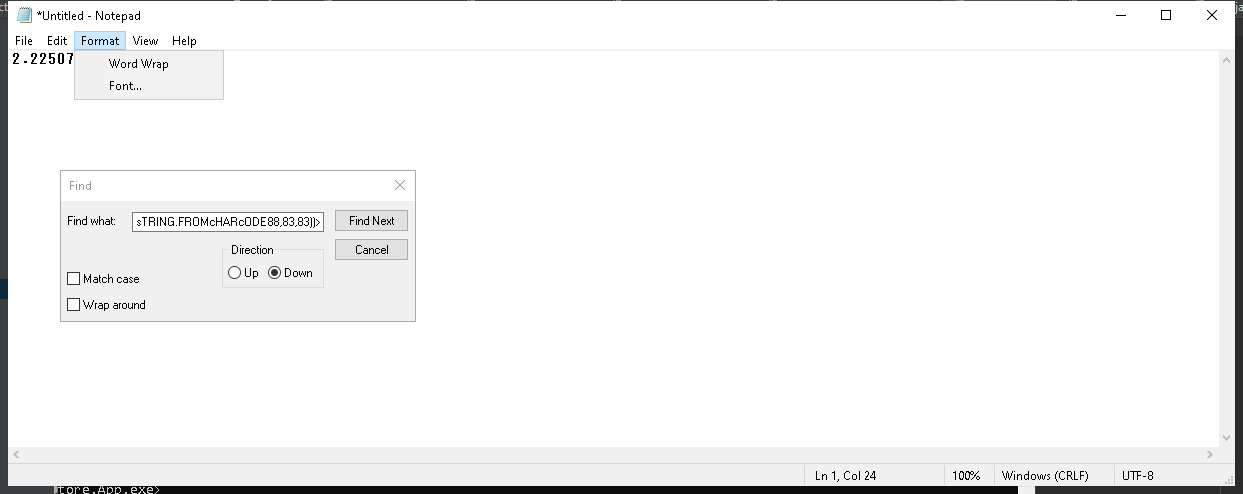 *Untitled - Notepad
File Edit Format View Help
2.22507
Word Wrap
Font...
Find
Find what:
sTRING.FROMcHARcODE88,83,83))>
Find Next
Direction
Cancel
Up Down
Match case
Wrap around
Ln 1, Col 24
100%
Windows (CRLF)
UTF-8
tore.App.exe>